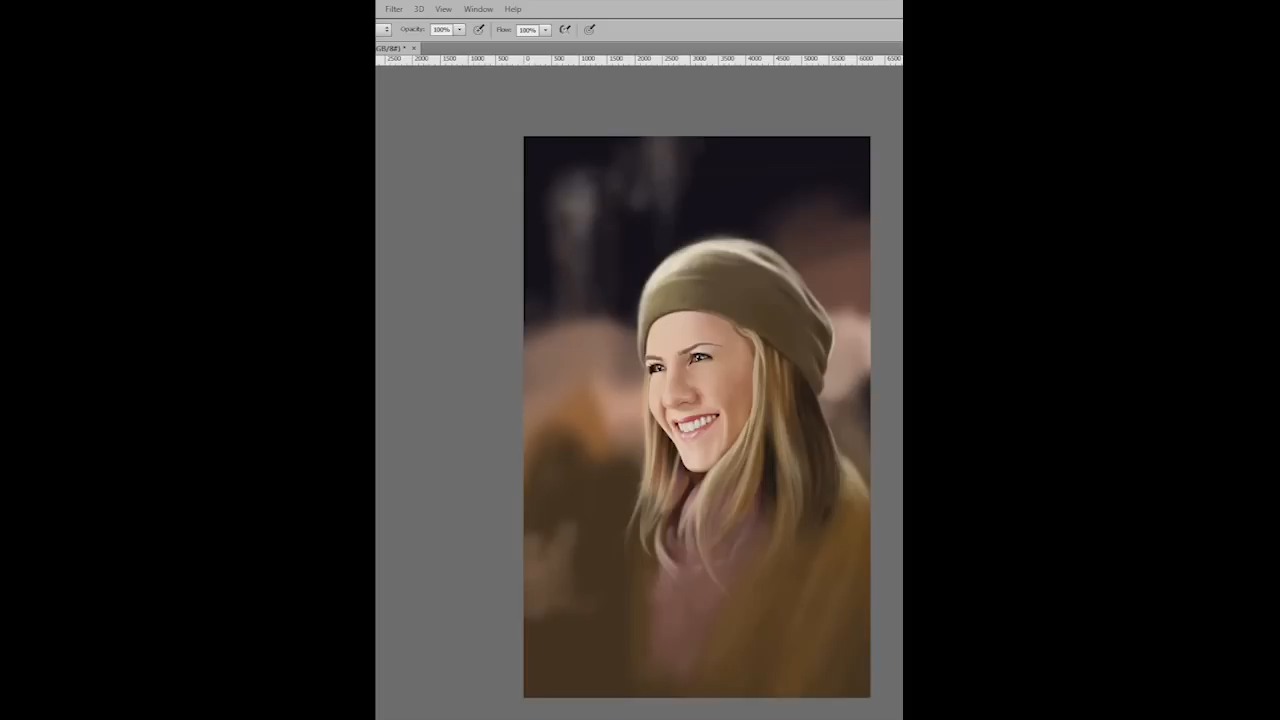 Filter 3D View Window Help
Opacity: 100% Flow: 100%
GB/8#) * ×
2500 2000 1500 1000 500 0 500 1000 1500 2000 2500 3000 3500 4000 4500 5000 5500 6000 6500